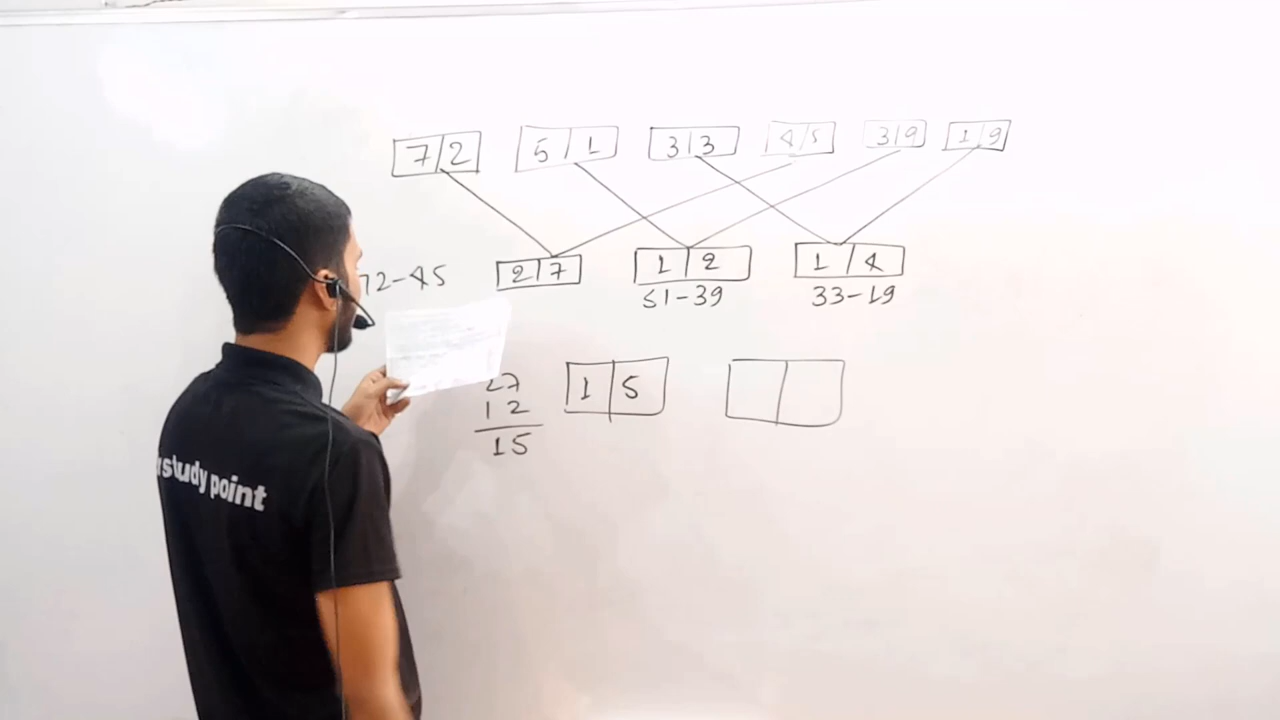 72 51 33 45 39 19
27 12 14
72-45 51-39 33-19
27 15
12
15
study point